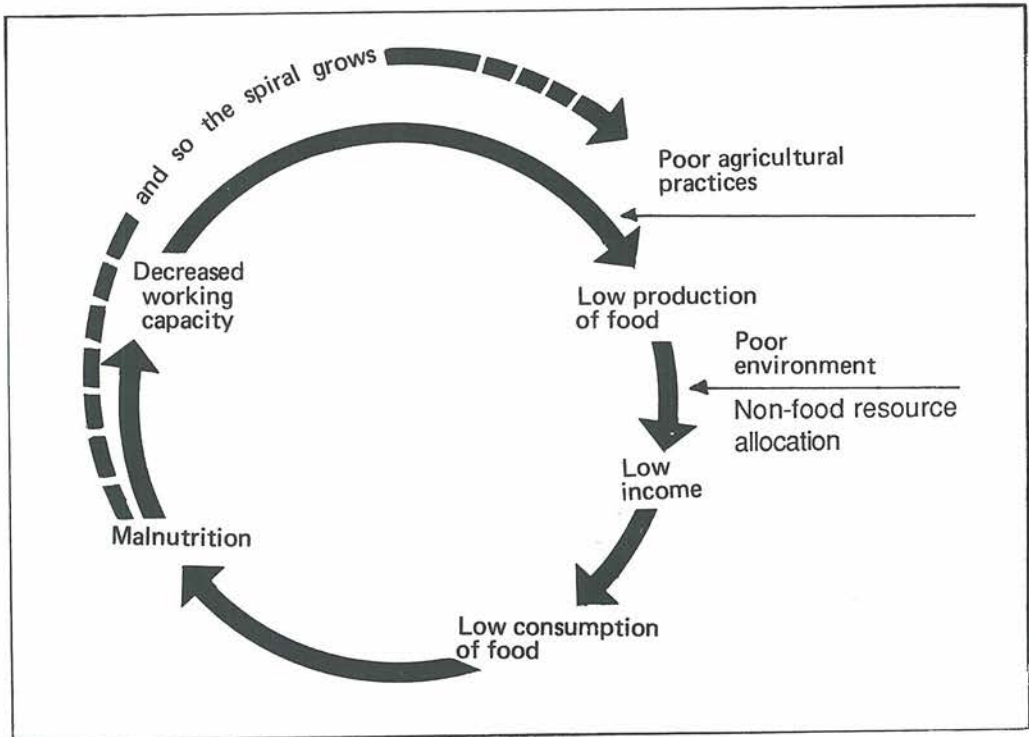 and so the spiral grows
Poor agricultural
practices
Decreased
working
capacity
Low production
of food
Poor
environment
Non-food resource
allocation
Low
income
Malnutrition
Low consumption
of food